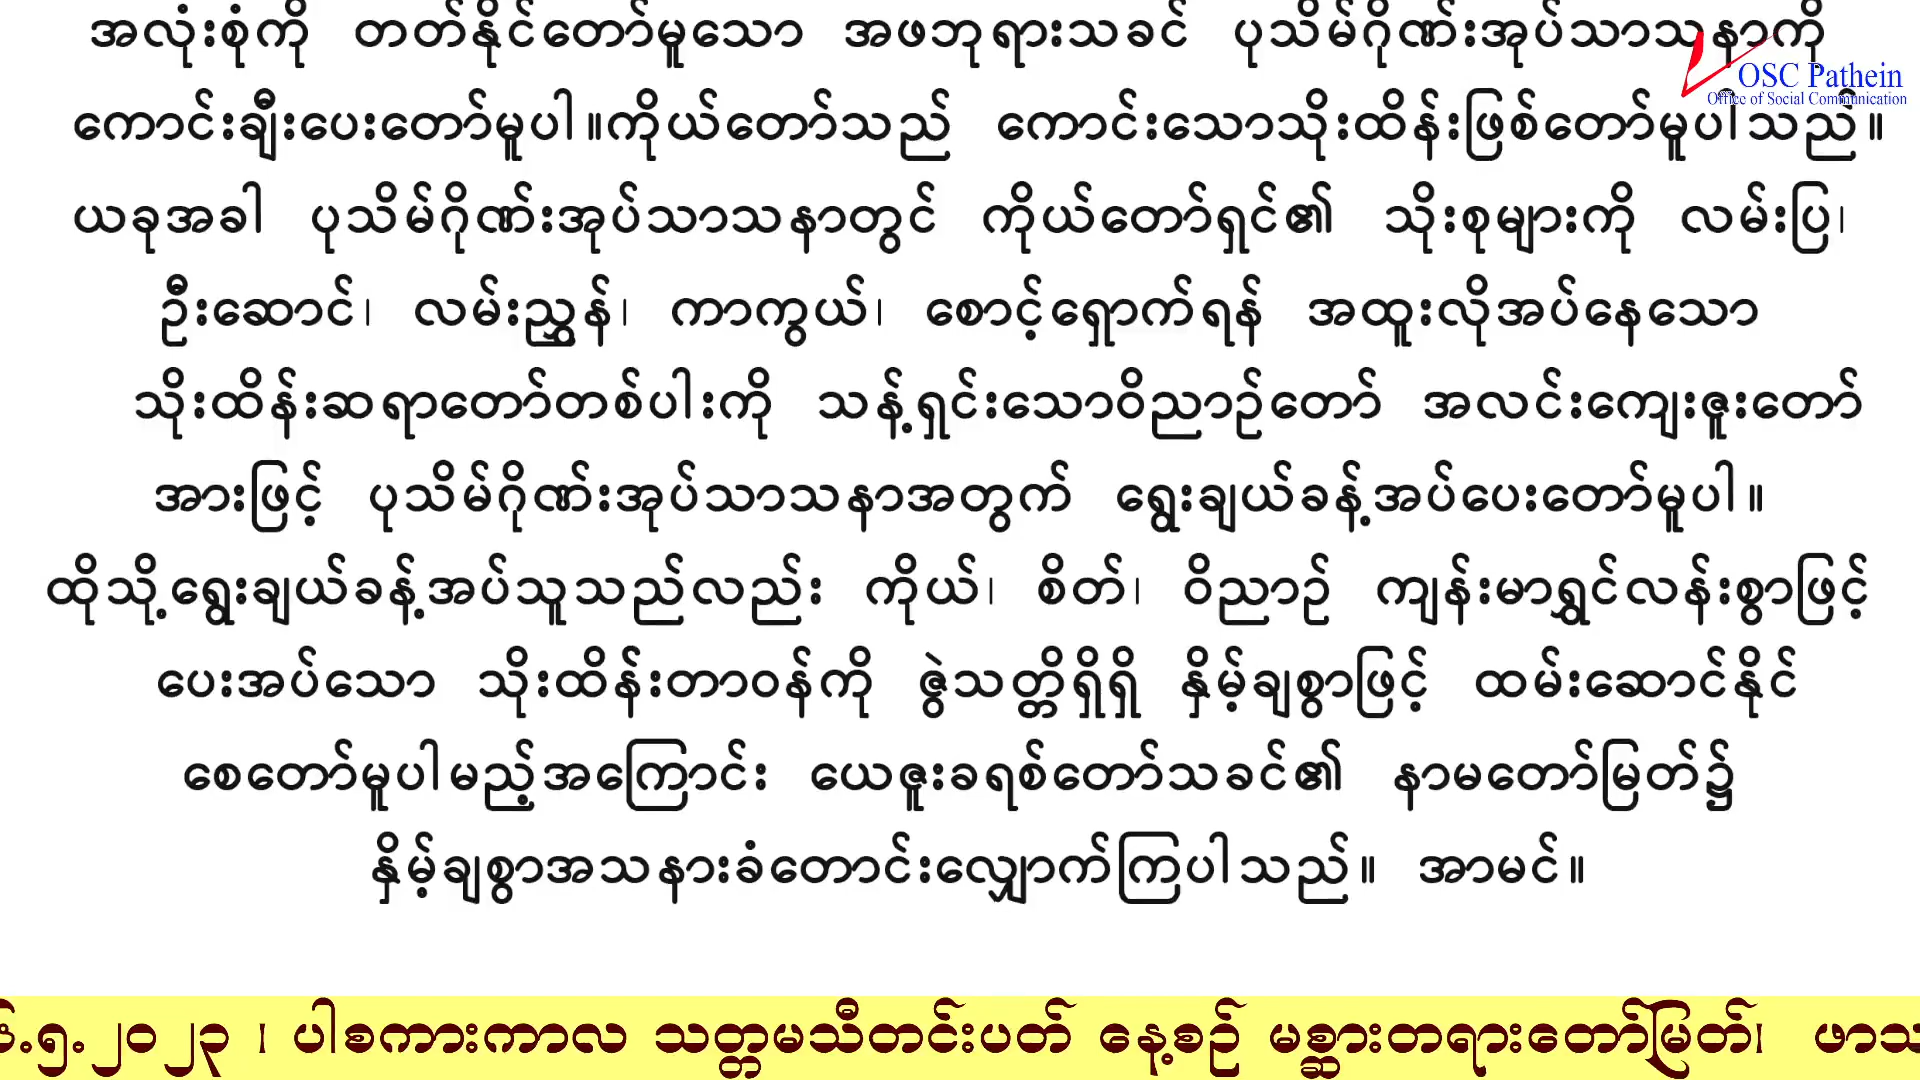 အလုံးစုံကို တတ်နိုင်တော်မူသော အဖဘုရားသခင် ပုသိမ်ဂိုဏ်းအုပ်သာသနာကို
OSC Pathein
Office of Social Communication
ကောင်းချီးပေးတော်မူပါ။ကိုယ်တော်သည် ကောင်းသောသိုးထိန်းဖြစ်တော်မူပါသည်။
ယခုအခါ ပုသိမ်ဂိုဏ်းအုပ်သာသနာတွင် ကိုယ်တော်ရှင်၏ သိုးစုများကို လမ်းပြ၊
ဦးဆောင်၊ လမ်းညွှန်၊ ကာကွယ်၊ စောင့်ရှောက်ရန် အထူးလိုအပ်နေသော
သိုးထိန်းဆရာတော်တစ်ပါးကို သန့်ရှင်းသောဝိညာဉ်တော် အလင်းကျေးဇူးတော်
အားဖြင့် ပုသိမ်ဂိုဏ်းအုပ်သာသနာအတွက် ရွေးချယ်ခန့်အပ်ပေးတော်မူပါ။
ထိုသို့ရွေးချယ်ခန့်အပ်သူသည်လည်း ကိုယ်၊ စိတ်၊ ဝိညာဉ် ကျန်းမာရွှင်လန်းစွာဖြင့်
ပေးအပ်သော သိုးထိန်းတာဝန်ကို ဇွဲသတ္တိရှိရှိ နှိမ့်ချစွာဖြင့် ထမ်းဆောင်နိုင်
စေတော်မူပါမည့်အကြောင်း ယေဇူးခရစ်တော်သခင်၏ နာမတော်မြတ်၌
နှိမ့်ချစွာအသနားခံတောင်းလျှောက်ကြပါသည်။ အာမင်။
.၅.၂၀၂၃ ၊ ပါစကားကာလ သတ္တမသီတင်းပတ် နေ့စဉ် မစ္ဆားတရားတော်မြတ်၊ ဖာသ